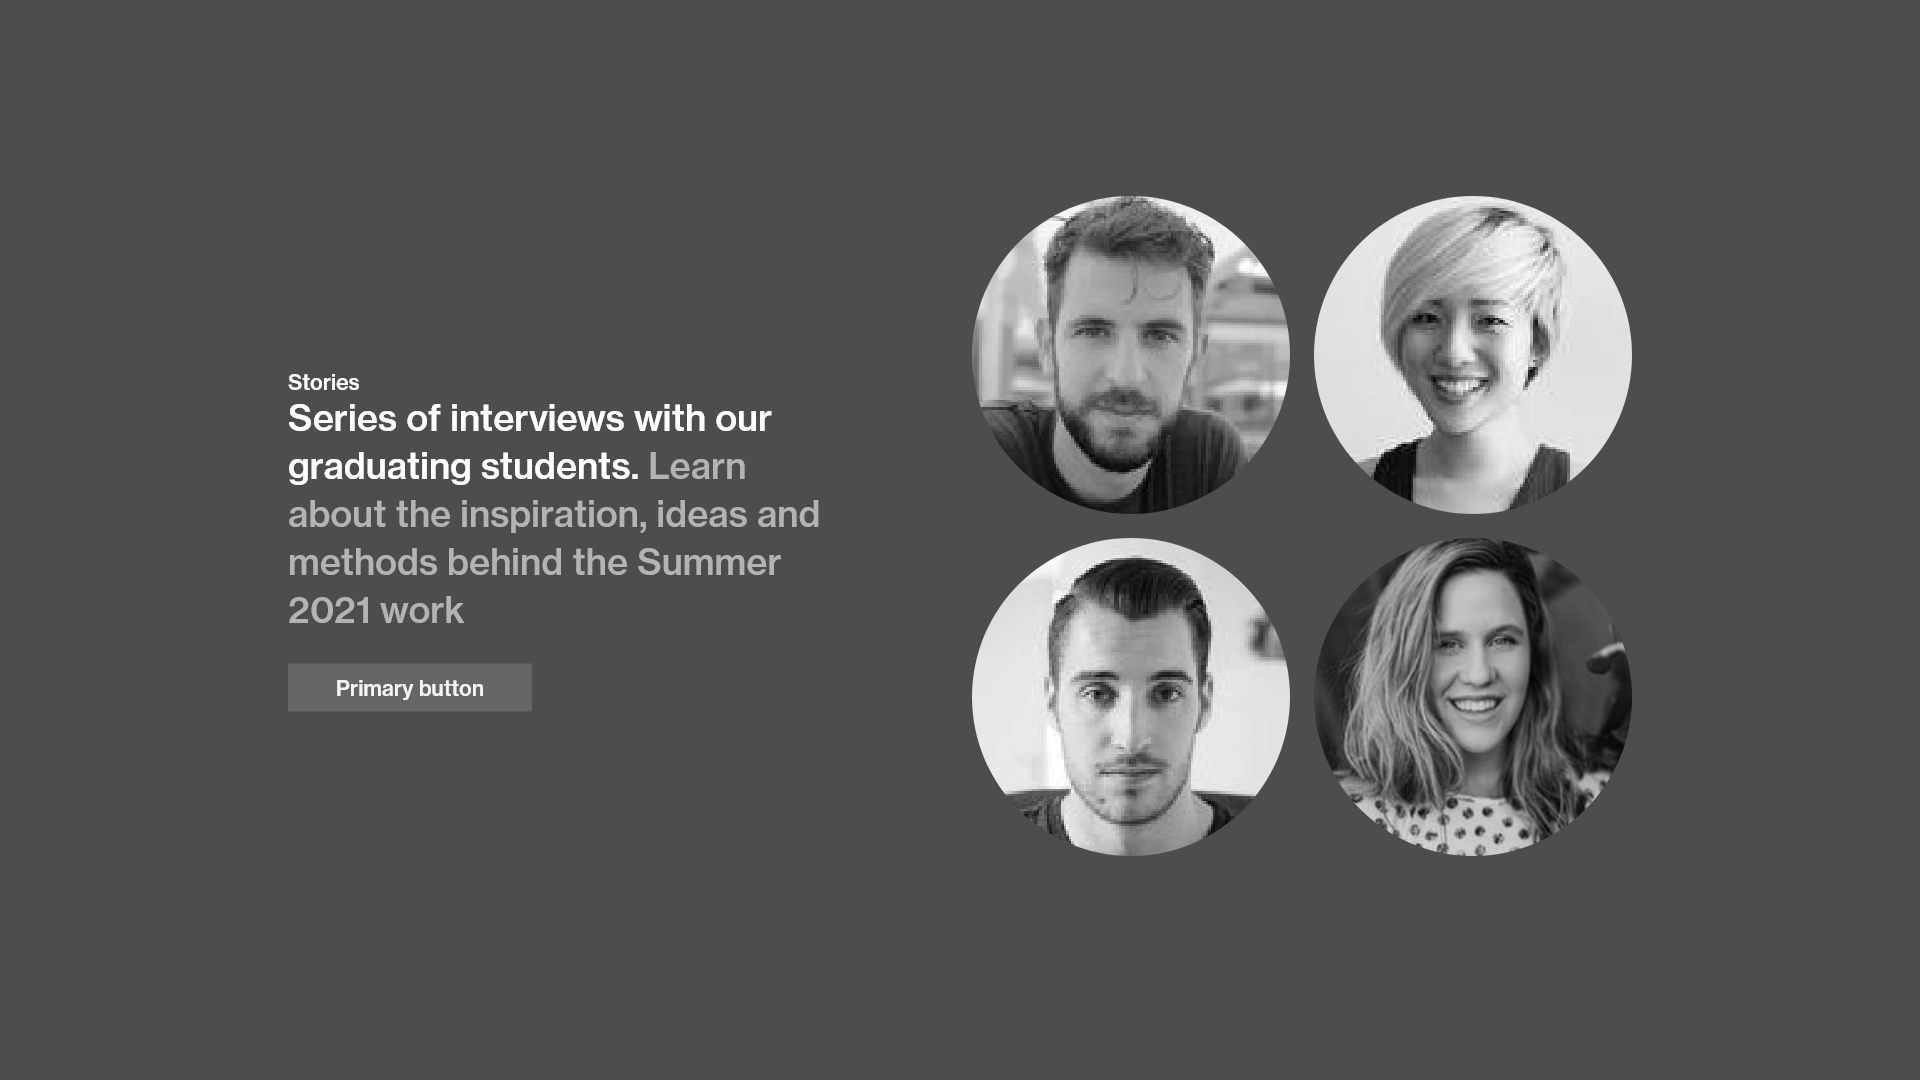 Stories
Series of interviews with our
graduating students. Learn
about the inspiration, ideas and
methods behind the Summer
2021 work
Primary button